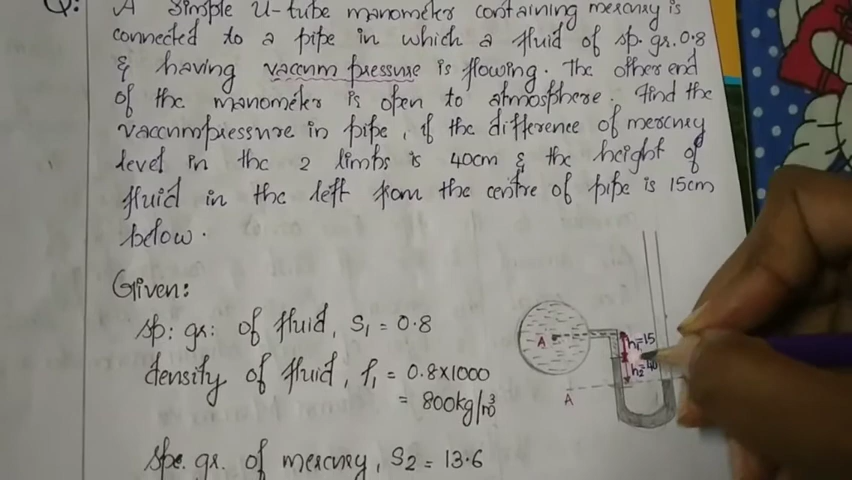 Q: A simple U-tube manometer containing mercury is
connected to a pipe in which a fluid of sp. gr. 0.8
& having vaccum pressure is flowing. The other end
of the manometer is open to atmosphere. Find the
vaccumpressure in pipe, if the difference of mercury
level in the 2 limbs is 40cm & the height of
fluid in the left from the centre of pipe is 15cm
below.
Given:
sp: gr: of fluid, S1 = 0.8
density of fluid, ρ1 = 0.8x1000
= 800kg/m3
spe. gr. of mercury, S2 = 13.6
A
h1=15
h2=40
A